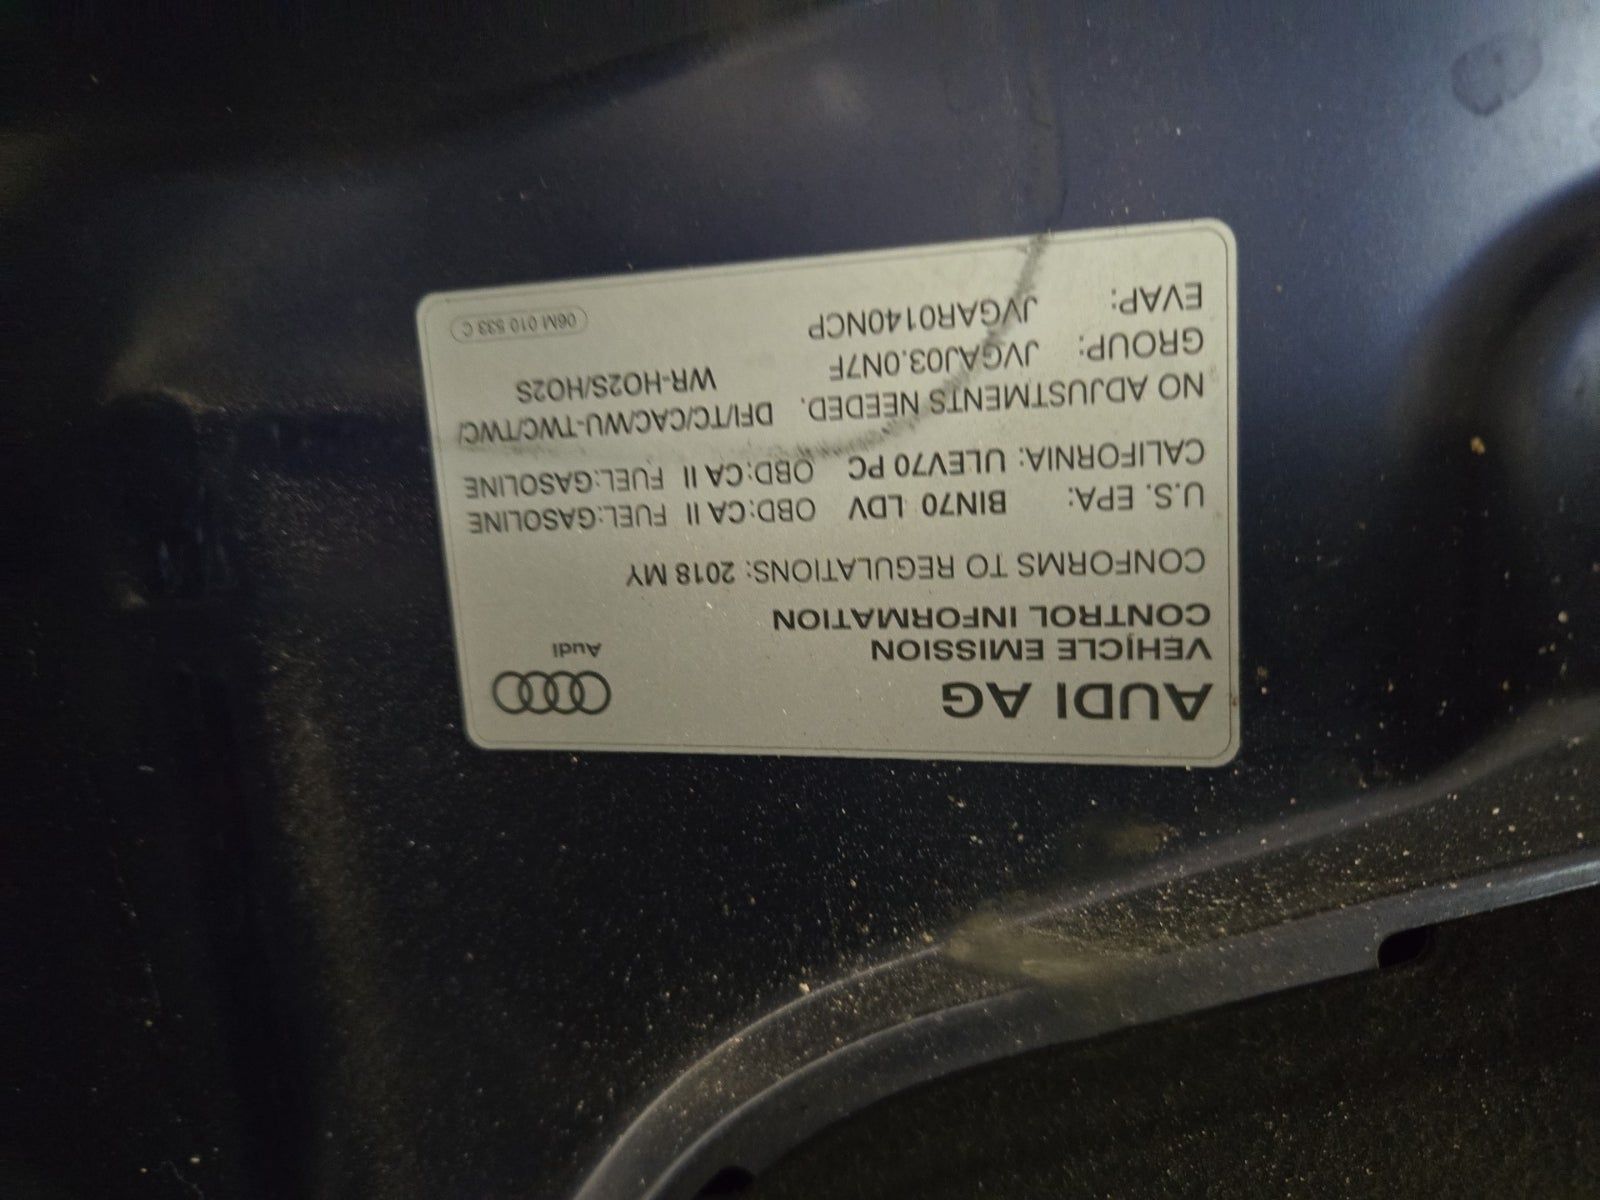 AUDI AG
VEHICLE EMISSION
CONTROL INFORMATION
Audi
CONFORMS TO REGULATIONS: 2018 MY
U.S. EPA: BIN70 LDV OBD:CA II FUEL:GASOLINE
CALIFORNIA: ULEV70 PC OBD:CA II FUEL:GASOLINE
NO ADJUSTMENTS NEEDED. DFI/TC/CAC/WU-TWC/TWC/
GROUP: JVGAJ03.0N7F WR-HO2S/HO2S
EVAP: JVGAR0140NCP
06M 010 533 C